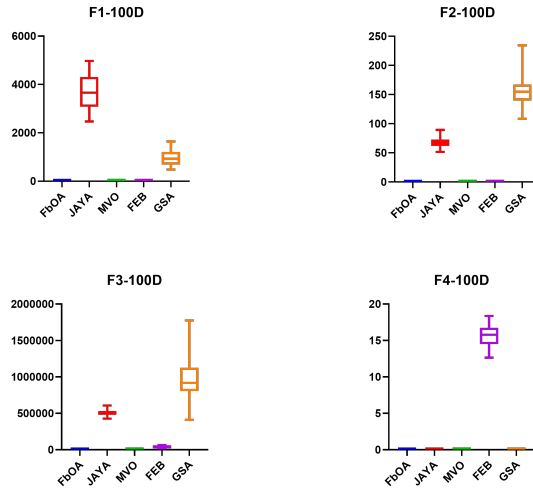 F1-100D
6000
4000
2000
0
FbOA
JAYA
MVO
FEB
GSA
F2-100D
250
200
150
100
50
0
FbOA
JAYA
MVO
FEB
GSA
F3-100D
2000000
1500000
1000000
500000
0
FbOA
JAYA
MVO
FEB
GSA
F4-100D
20
15
10
5
0
FbOA
JAYA
MVO
FEB
GSA